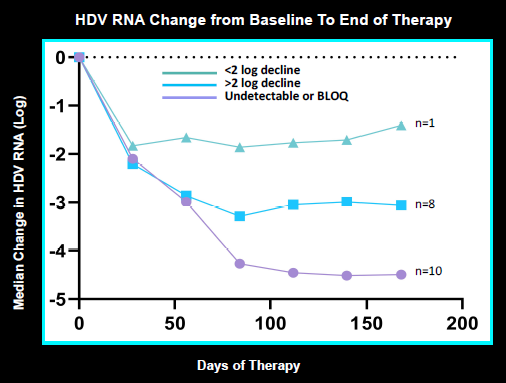 HDV RNA Change from Baseline To End of Therapy
<2 log decline
>2 log decline
Undetectable or BLOQ
Median Change in HDV RNA (Log)
0
-1
-2
-3
-4
-5
n=1
n=8
n=10
0 50 100 150 200
Days of Therapy